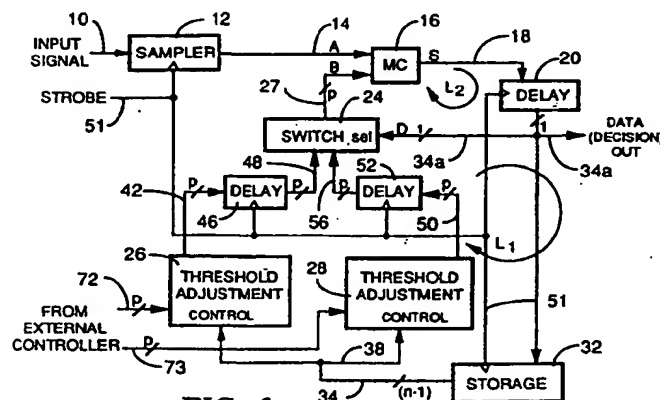 10
12
14
16
18
20
INPUT
SIGNAL
SAMPLER
A
MC
S
B
27
P
24
L2
DELAY
STROBE
51
SWITCH sel
D
1
1
DATA
(DECISION)
OUT
34a
34a
48
52
42
P
DELAY
P
P
DELAY
P
46
56
50
26
28
L1
72
P
THRESHOLD
ADJUSTMENT
CONTROL
THRESHOLD
ADJUSTMENT
CONTROL
51
FROM
EXTERNAL
CONTROLLER
P
73
38
32
34
(n-1)
STORAGE